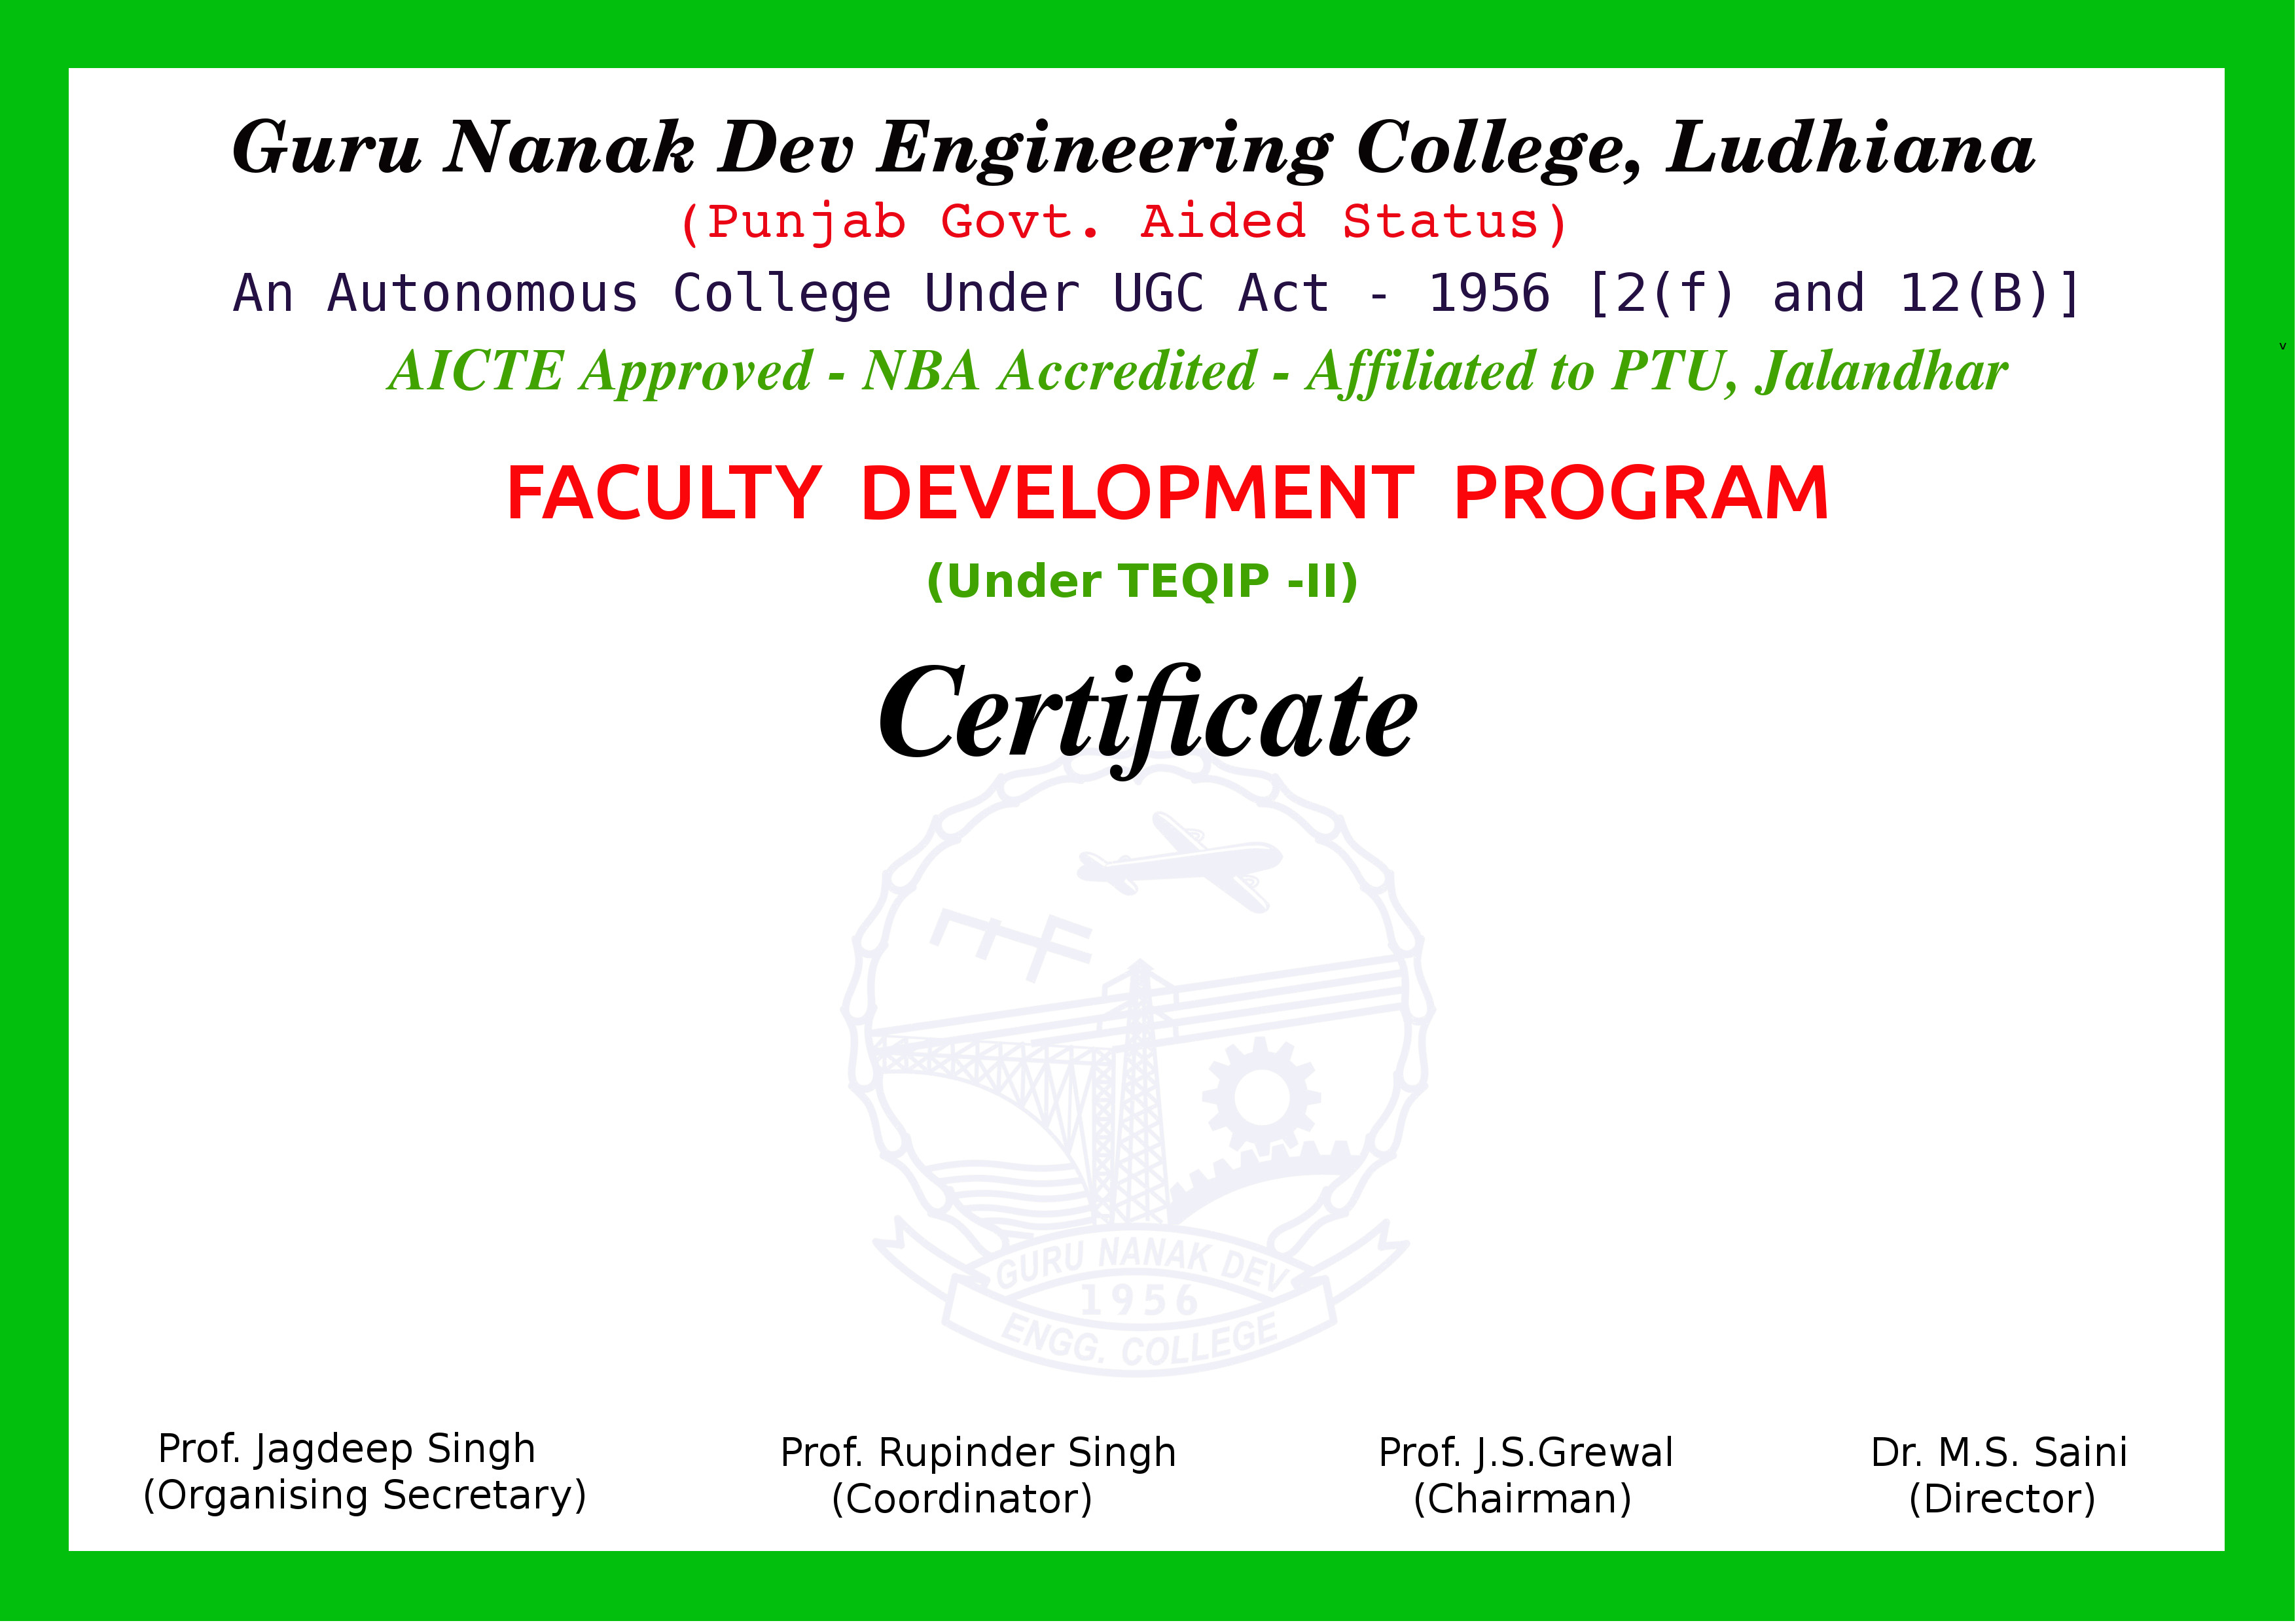 Guru Nanak Dev Engineering College, Ludhiana
(Punjab Govt. Aided Status)
An Autonomous College Under UGC Act - 1956 [2(f) and 12(B)]
v
AICTE Approved - NBA Accredited - Affiliated to PTU, Jalandhar
FACULTY DEVELOPMENT PROGRAM
(Under TEQIP -II)
Certificate
GURU NANAK DEV
1956
ENGG. COLLEGE
Prof. Jagdeep Singh
(Organising Secretary)
Prof. Rupinder Singh
(Coordinator)
Prof. J.S.Grewal
(Chairman)
Dr. M.S. Saini
(Director)